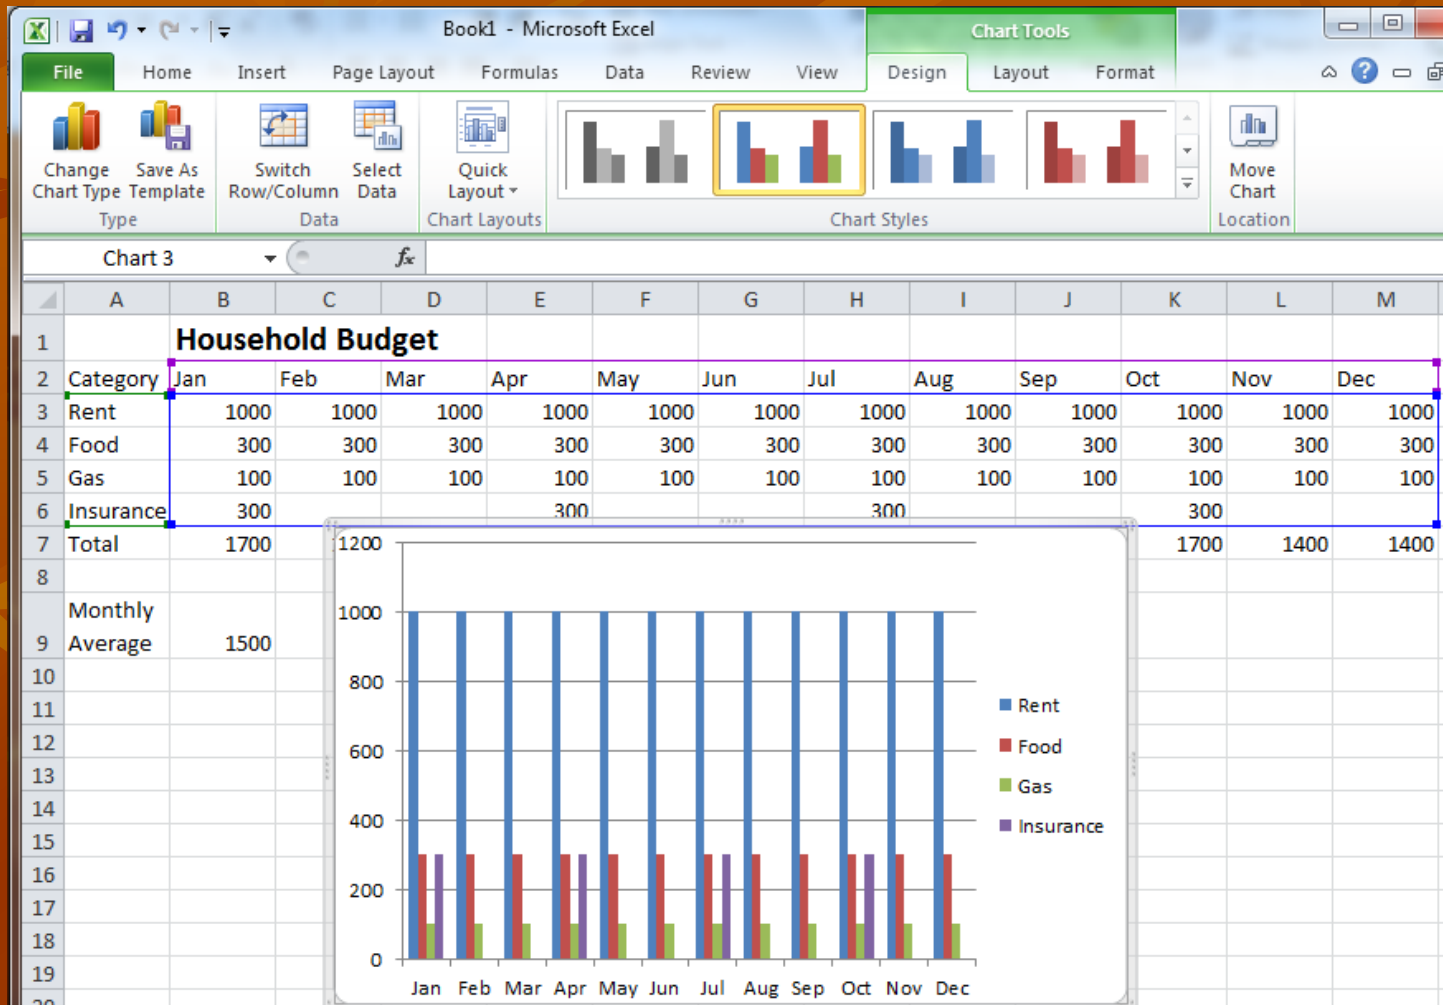 Book1 - Microsoft Excel
Chart Tools
File Home Insert Page Layout Formulas Data Review View Design Layout Format
Change Chart Type
Save As Template
Switch Row/Column
Select Data
Quick Layout
Move Chart
Type Data Chart Layouts Chart Styles Location
Chart 3 fx
A B C D E F G H I J K L M
1 Household Budget
2 Category Jan Feb Mar Apr May Jun Jul Aug Sep Oct Nov Dec
3 Rent 1000 1000 1000 1000 1000 1000 1000 1000 1000 1000 1000 1000
4 Food 300 300 300 300 300 300 300 300 300 300 300 300
5 Gas 100 100 100 100 100 100 100 100 100 100 100 100
6 Insurance 300 300 300 300
7 Total 1700 1700 1400 1400
8
Monthly
9 Average 1500
10
11
12
13
14
15
16
17
18
19
1200
1000
800
600
400
200
0
Jan Feb Mar Apr May Jun Jul Aug Sep Oct Nov Dec
Rent
Food
Gas
Insurance